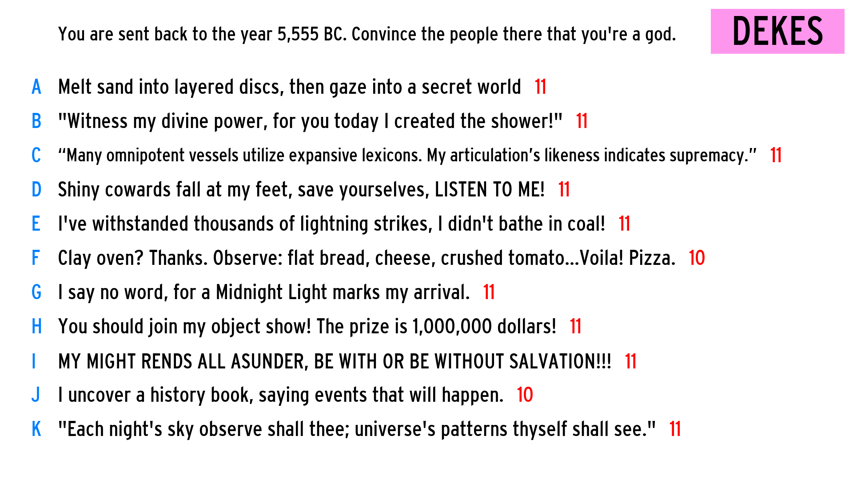 You are sent back to the year 5,555 BC. Convince the people there that you're a god.
DEKES
A Melt sand into layered discs, then gaze into a secret world 11
B "Witness my divine power, for you today I created the shower!" 11
C “Many omnipotent vessels utilize expansive lexicons. My articulation’s likeness indicates supremacy.” 11
D Shiny cowards fall at my feet, save yourselves, LISTEN TO ME! 11
E I've withstanded thousands of lightning strikes, I didn't bathe in coal! 11
F Clay oven? Thanks. Observe: flat bread, cheese, crushed tomato...Voila! Pizza. 10
G I say no word, for a Midnight Light marks my arrival. 11
H You should join my object show! The prize is 1,000,000 dollars! 11
I MY MIGHT RENDS ALL ASUNDER, BE WITH OR BE WITHOUT SALVATION!!! 11
J I uncover a history book, saying events that will happen. 10
K "Each night's sky observe shall thee; universe's patterns thyself shall see." 11